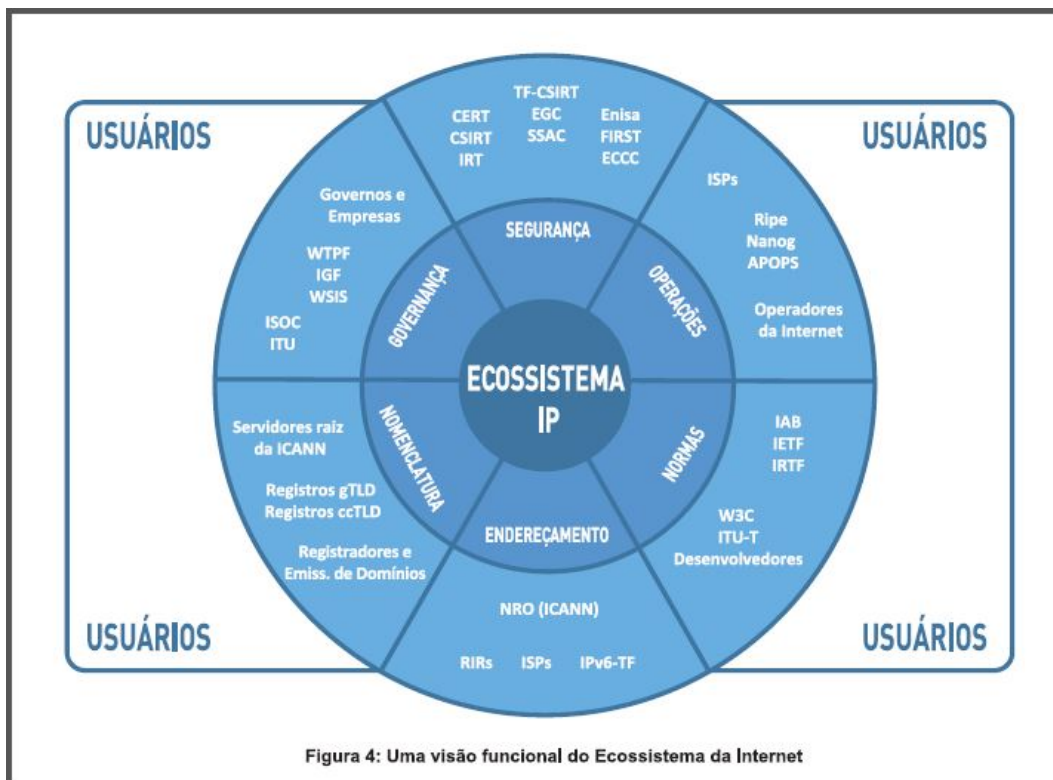 USUÁRIOS
USUÁRIOS
TF-CSIRT
EGC
SSAC
CERT
CSIRT
IRT
Enisa
FIRST
ECCC
SEGURANÇA
ISPs
Ripe
Nanog
APOPS
Operadores
da Internet
OPERAÇÕES
Governos e
Empresas
WTPF
IGF
WSIS
ISOC
ITU
GOVERNANÇA
ECOSSISTEMA
IP
Servidores raiz
da ICANN
Registros gTLD
Registros ccTLD
Registradores e
Emiss. de Domínios
NOMENCLATURA
IAB
IETF
IRTF
W3C
ITU-T
Desenvolvedores
NORMAS
ENDEREÇAMENTO
NRO (ICANN)
RIRs ISPs IPv6-TF
USUÁRIOS
USUÁRIOS
Figura 4: Uma visão funcional do Ecossistema da Internet